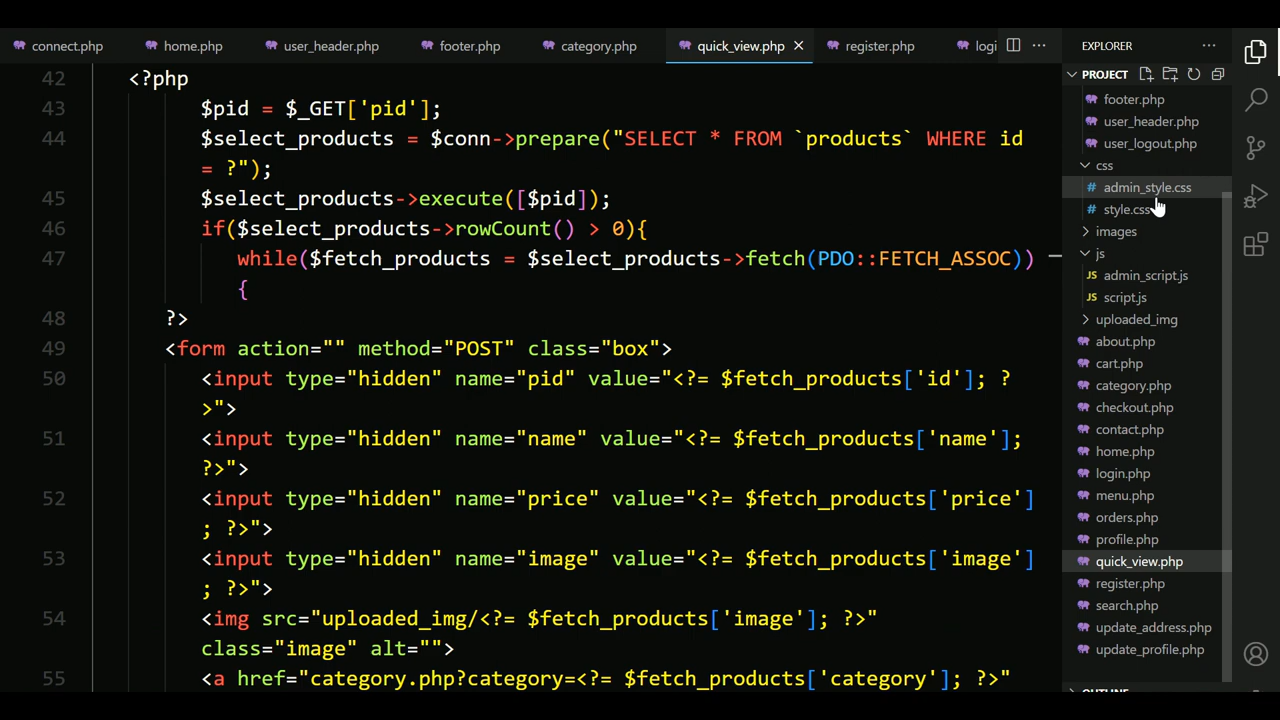 connect.php home.php user_header.php footer.php category.php quick_view.php × register.php logi ···
42 <?php
43 $pid = $_GET['pid'];
44 $select_products = $conn->prepare("SELECT * FROM `products` WHERE id
= ?");
45 $select_products->execute([$pid]);
46 if($select_products->rowCount() > 0){
47 while($fetch_products = $select_products->fetch(PDO::FETCH_ASSOC))
{
48 ?>
49 <form action="" method="POST" class="box">
50 <input type="hidden" name="pid" value="<?= $fetch_products['id']; ?
>">
51 <input type="hidden" name="name" value="<?= $fetch_products['name'];
?>">
52 <input type="hidden" name="price" value="<?= $fetch_products['price']
; ?>">
53 <input type="hidden" name="image" value="<?= $fetch_products['image']
; ?>">
54 <img src="uploaded_img/<?= $fetch_products['image']; ?>"
class="image" alt="">
55 <a href="category.php?category=<?= $fetch_products['category']; ?>"
EXPLORER ···
PROJECT
footer.php
user_header.php
user_logout.php
css
# admin_style.css
# style.css
images
js
JS admin_script.js
JS script.js
uploaded_img
about.php
cart.php
category.php
checkout.php
contact.php
home.php
login.php
menu.php
orders.php
profile.php
quick_view.php
register.php
search.php
update_address.php
update_profile.php
OUTLINE